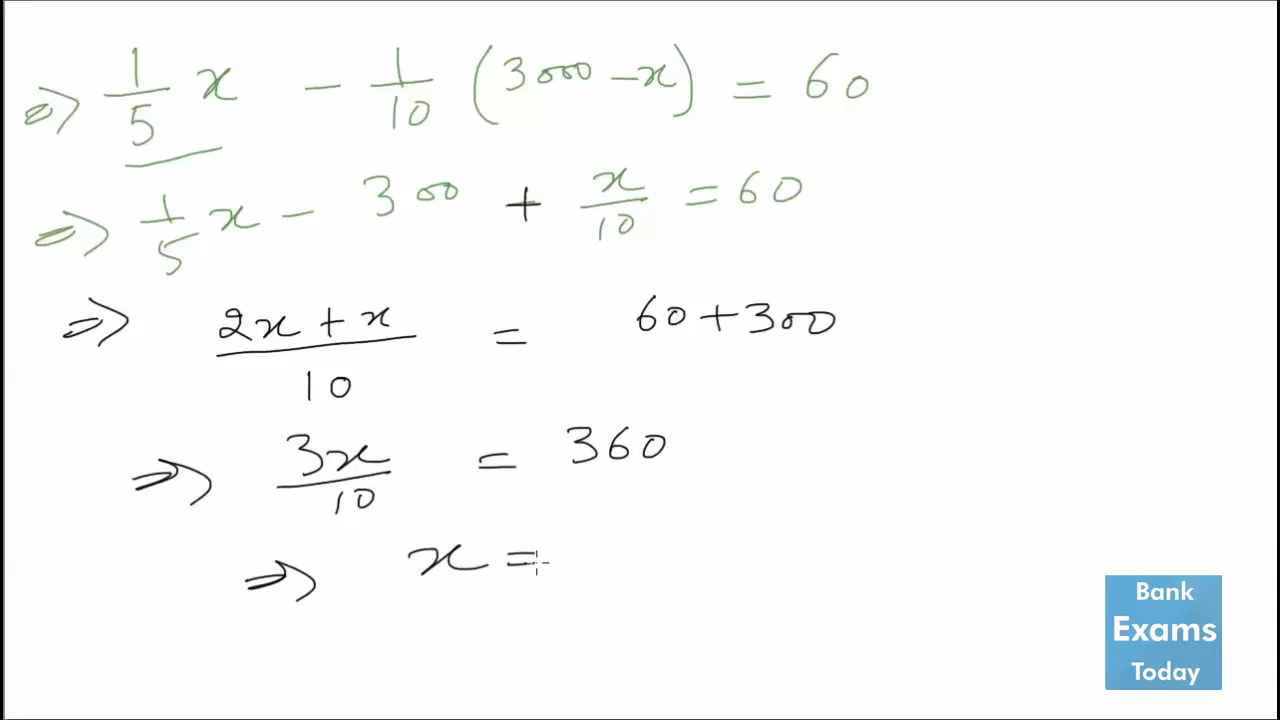 ⇒ 1/5 x - 1/10 (3000 - x) = 60
⇒ 1/5 x - 300 + x/10 = 60
⇒ 2x + x / 10 = 60 + 300
⇒ 3x/10 = 360
⇒ x =
Bank
Exams
Today